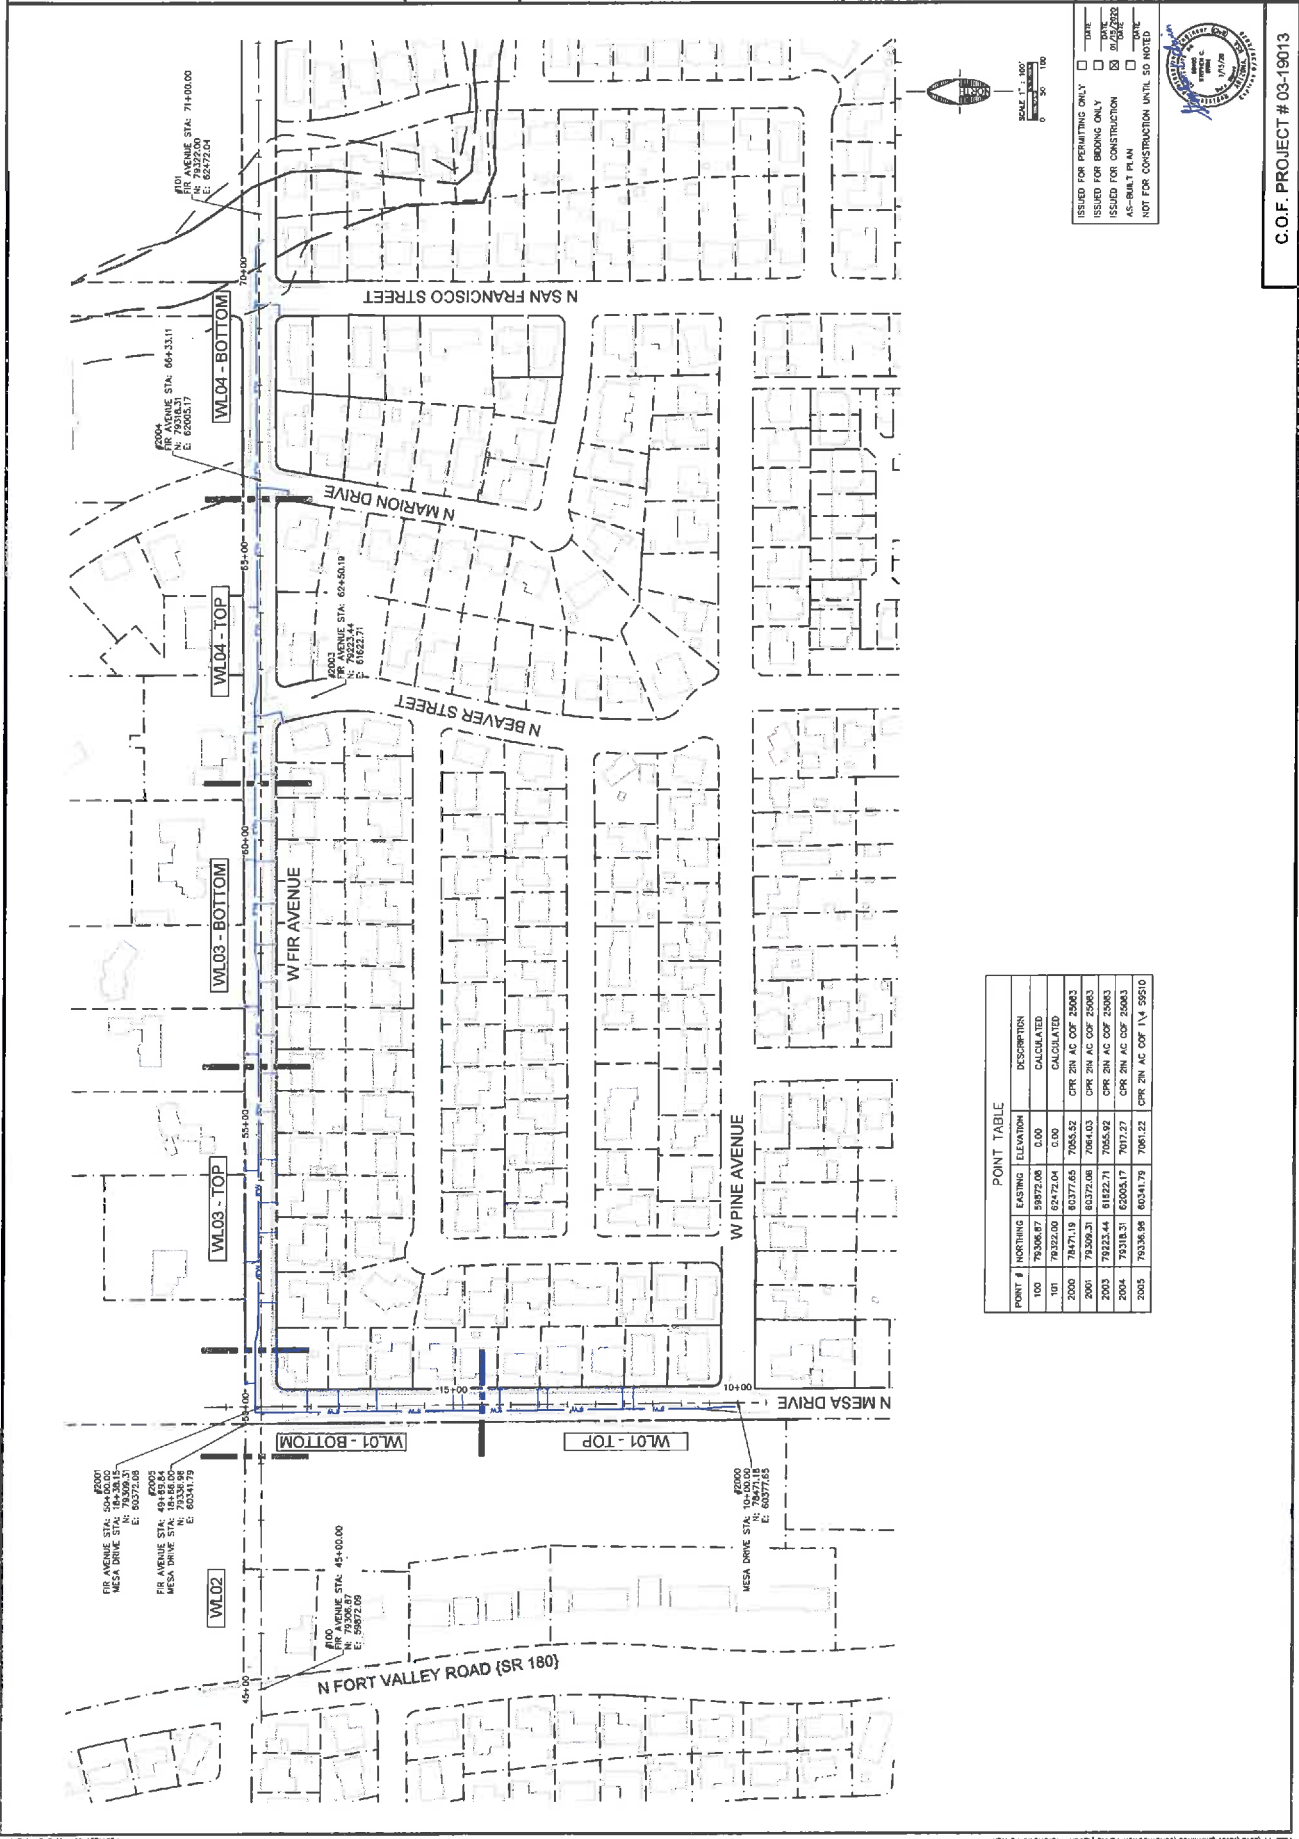 #101
FIR AVENUE STA: 71+00.00
N: 79322.00
E: 62472.04
#2004
FIR AVENUE STA: 66+33.11
N: 79318.31
E: 62005.17
#2003
FIR AVENUE STA: 62+50.19
N: 79223.44
E: 61622.71
#2001
FIR AVENUE STA: 50+00.00
MESA DRIVE STA: 18+38.15
N: 79309.31
E: 60372.08
#2005
FIR AVENUE STA: 49+69.84
MESA DRIVE STA: 18+66.00
N: 79336.98
E: 60341.79
#100
FIR AVENUE STA: 45+00.00
N: 79306.87
E: 59872.09
#2000
MESA DRIVE STA: 10+00.00
N: 78471.18
E: 60377.65
WL02
WL01 - BOTTOM
WL01 - TOP
WL03 - TOP
WL03 - BOTTOM
WL04 - TOP
WL04 - BOTTOM
45+00
50+00
55+00
60+00
65+00
70+00
15+00
10+00
N FORT VALLEY ROAD (SR 180)
N MESA DRIVE
W PINE AVENUE
W FIR AVENUE
N BEAVER STREET
N MARION DRIVE
N SAN FRANCISCO STREET
NORTH
SCALE 1" : 100'
0 50 100
POINT TABLE
POINT # NORTHING EASTING ELEVATION DESCRIPTION
100 79306.87 59872.08 0.00 CALCULATED
101 79322.00 62472.04 0.00 CALCULATED
2000 78471.19 60377.65 7055.52 CPR 2IN AC COF 25083
2001 79309.31 60372.08 7064.03 CPR 2IN AC COF 25083
2003 79223.44 61622.71 7055.92 CPR 2IN AC COF 25083
2004 79318.31 62005.17 7017.27 CPR 2IN AC COF 25083
2005 79336.98 60341.79 7061.22 CPR 2IN AC COF 1\4 S9S10
ISSUED FOR PERMITTING ONLY DATE
ISSUED FOR BIDDING ONLY DATE
ISSUED FOR CONSTRUCTION 01/15/2020 DATE
AS-BUILT PLAN DATE
NOT FOR CONSTRUCTION UNTIL SO NOTED
C.O.F. PROJECT # 03-19013